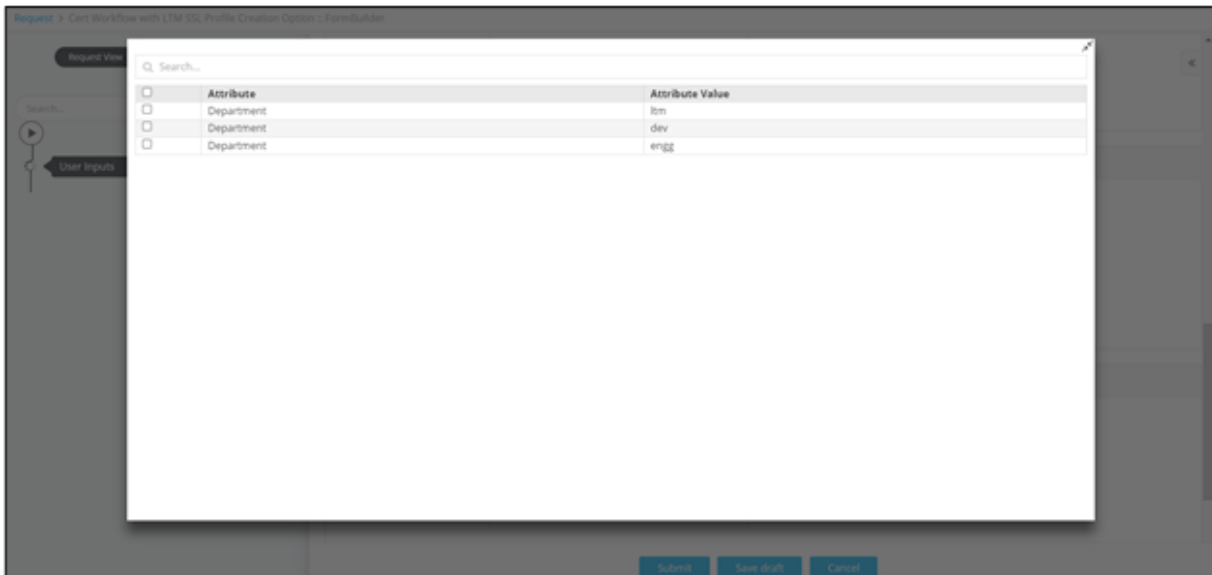 Request > Cert Workflow with LTM SSL Profile Creation Option :: FormBuilder
Request View
Search...
User Inputs
Search...
Attribute Attribute Value
Department ltm
Department dev
Department engg
Submit Save draft Cancel